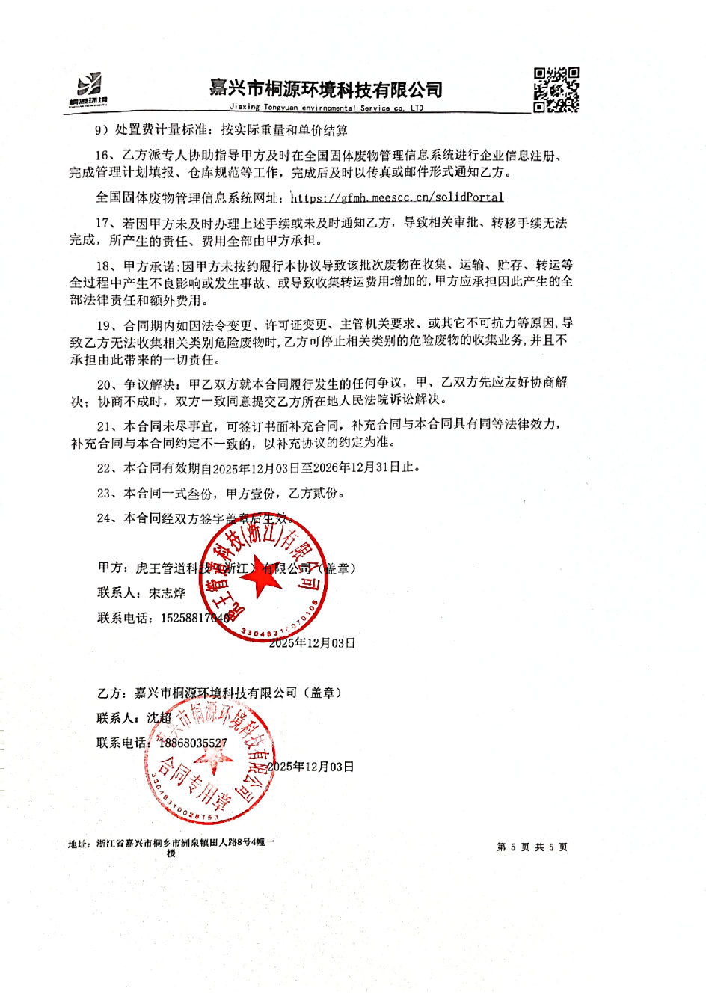 桐源环境
嘉兴市桐源环境科技有限公司
Jiaxing Tongyuan envirnomental Service co, LTD
9）处置费计量标准：按实际重量和单价结算
16、乙方派专人协助指导甲方及时在全国固体废物管理信息系统进行企业信息注册、
完成管理计划填报、仓库规范等工作，完成后及时以传真或邮件形式通知乙方。
全国固体废物管理信息系统网址：https://gfmh.meescc.cn/solidPortal
17、若因甲方未及时办理上述手续或未及时通知乙方，导致相关审批、转移手续无法
完成，所产生的责任、费用全部由甲方承担。
18、甲方承诺:因甲方未按约履行本协议导致该批次废物在收集、运输、贮存、转运等
全过程中产生不良影响或发生事故、或导致收集转运费用增加的,甲方应承担因此产生的全
部法律责任和额外费用。
19、合同期内如因法令变更、许可证变更、主管机关要求、或其它不可抗力等原因,导
致乙方无法收集相关类别危险废物时,乙方可停止相关类别的危险废物的收集业务,并且不
承担由此带来的一切责任。
20、争议解决：甲乙双方就本合同履行发生的任何争议，甲、乙双方先应友好协商解
决；协商不成时，双方一致同意提交乙方所在地人民法院诉讼解决。
21、本合同未尽事宜，可签订书面补充合同，补充合同与本合同具有同等法律效力，
补充合同与本合同约定不一致的，以补充协议的约定为准。
22、本合同有效期自2025年12月03日至2026年12月31日止。
23、本合同一式叁份，甲方壹份，乙方贰份。
24、本合同经双方签字盖章后生效。
甲方：虎王管道科技（浙江）有限公司（盖章）
联系人：宋志烨
联系电话：15258817040
2025年12月03日
虎王管道科技(浙江)有限公司
33048310070105
乙方：嘉兴市桐源环境科技有限公司（盖章）
联系人：沈超
联系电话：18868035527
2025年12月03日
嘉兴市桐源环境科技有限公司
合同专用章
33048310028153
地址：浙江省嘉兴市桐乡市洲泉镇田人路8号4幢一
楼
第 5 页 共 5 页